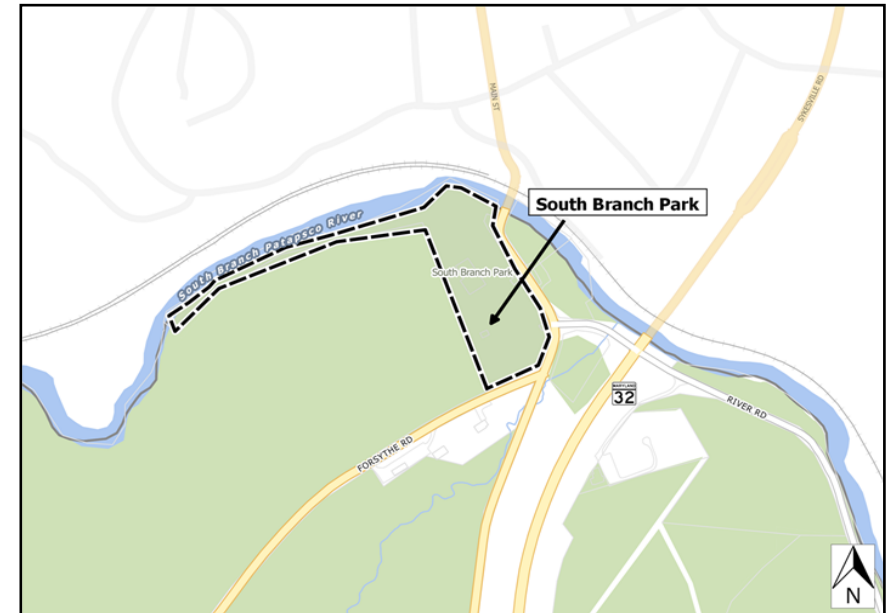 MAIN ST
SYKESVILLE RD
South Branch Park
South Branch Patapsco River
South Branch Park
MARYLAND
32
RIVER RD
FORSYTHE RD
N